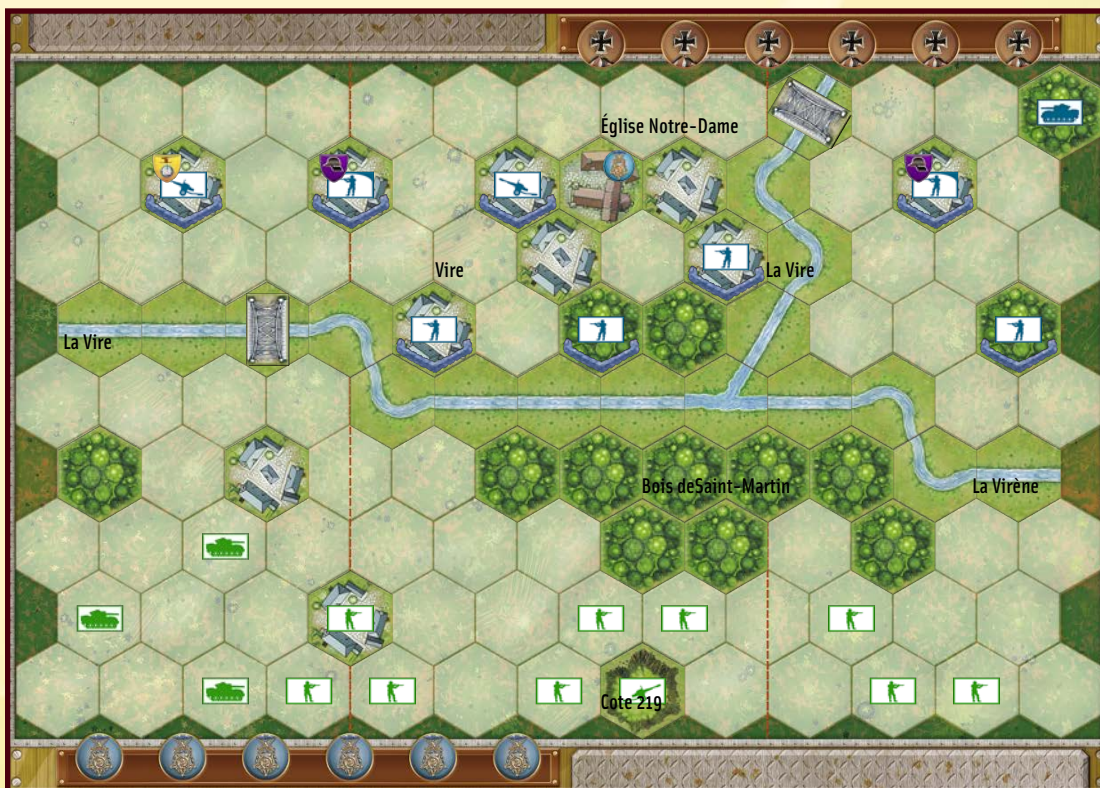 Église Notre-Dame
Vire
La Vire
La Vire
Bois deSaint-Martin
La Virène
Cote 219